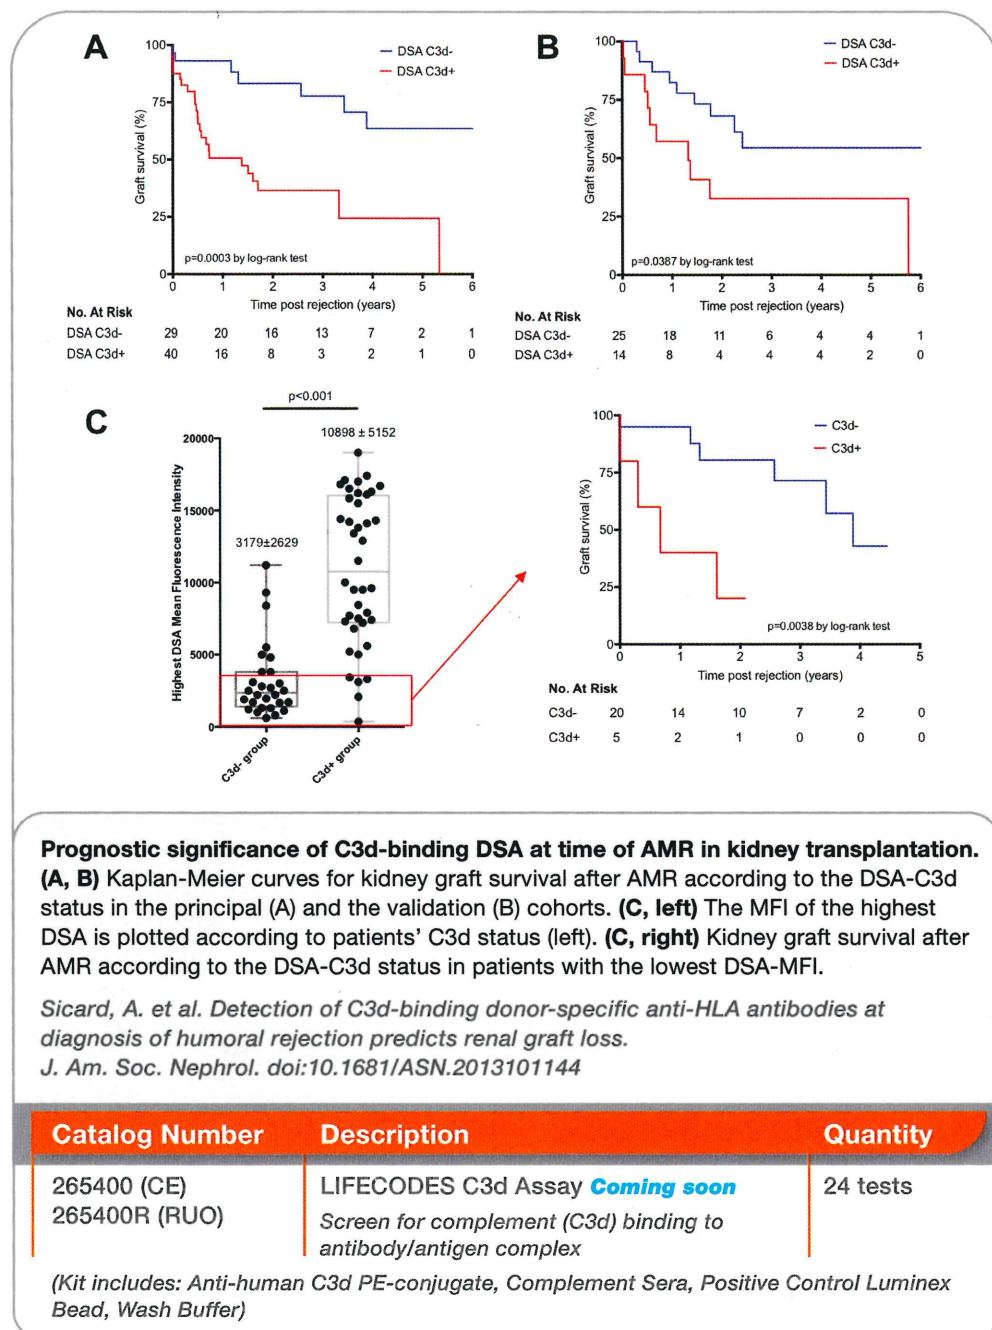 A
100
75
50
25
0
Graft survival (%)
DSA C3d-
DSA C3d+
p=0.0003 by log-rank test
0 1 2 3 4 5 6
Time post rejection (years)
No. At Risk
DSA C3d- 29 20 16 13 7 2 1
DSA C3d+ 40 16 8 3 2 1 0
B
100
75
50
25
0
Graft survival (%)
DSA C3d-
DSA C3d+
p=0.0387 by log-rank test
0 1 2 3 4 5 6
Time post rejection (years)
No. At Risk
DSA C3d- 25 18 11 6 4 4 1
DSA C3d+ 14 8 4 4 4 2 0
C
p<0.001
10898 ± 5152
3179±2629
20000
15000
10000
5000
0
Highest DSA Mean Fluorescence Intensity
C3d- group
C3d+ group
100
75
50
25
0
Graft survival (%)
C3d-
C3d+
p=0.0038 by log-rank test
0 1 2 3 4 5
Time post rejection (years)
No. At Risk
C3d- 20 14 10 7 2 0
C3d+ 5 2 1 0 0 0
Prognostic significance of C3d-binding DSA at time of AMR in kidney transplantation.
(A, B) Kaplan-Meier curves for kidney graft survival after AMR according to the DSA-C3d
status in the principal (A) and the validation (B) cohorts. (C, left) The MFI of the highest
DSA is plotted according to patients' C3d status (left). (C, right) Kidney graft survival after
AMR according to the DSA-C3d status in patients with the lowest DSA-MFI.
Sicard, A. et al. Detection of C3d-binding donor-specific anti-HLA antibodies at
diagnosis of humoral rejection predicts renal graft loss.
J. Am. Soc. Nephrol. doi:10.1681/ASN.2013101144
Catalog Number Description Quantity
265400 (CE) LIFECODES C3d Assay Coming soon 24 tests
265400R (RUO) Screen for complement (C3d) binding to
antibody/antigen complex
(Kit includes: Anti-human C3d PE-conjugate, Complement Sera, Positive Control Luminex
Bead, Wash Buffer)